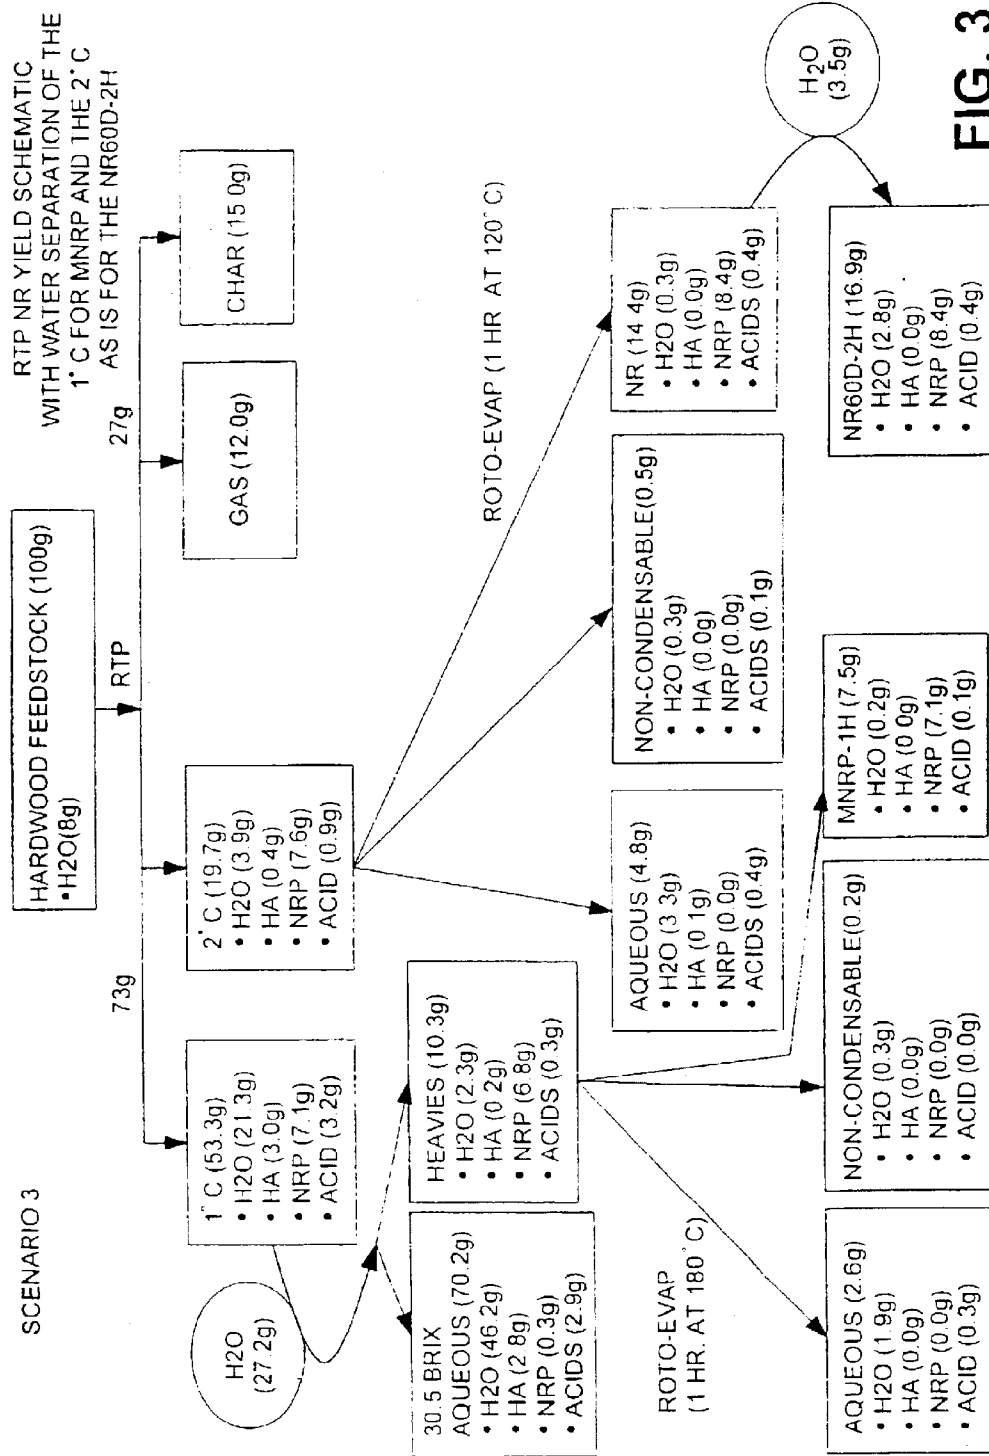 SCENARIO 3
RTP NR YIELD SCHEMATIC
WITH WATER SEPARATION OF THE
1°C FOR MNRP AND THE 2°C
AS IS FOR THE NR60D-2H
HARDWOOD FEEDSTOCK (100g)
•H2O(8g)
RTP
73g
27g
1°C (53.3g)
• H2O (21.3g)
• HA (3.0g)
• NRP (7.1g)
• ACID (3.2g)
2°C (19.7g)
• H2O (3.9g)
• HA (0.4g)
• NRP (7.6g)
• ACID (0.9g)
GAS (12.0g)
CHAR (15.0g)
H2O
(27.2g)
30.5 BRIX
AQUEOUS (70.2g)
• H2O (46.2g)
• HA (2.8g)
• NRP (0.3g)
• ACIDS (2.9g)
HEAVIES (10.3g)
• H2O (2.3g)
• HA (0.2g)
• NRP (6.8g)
• ACIDS (0.3g)
ROTO-EVAP (1 HR AT 120°C)
AQUEOUS (4.8g)
• H2O (3.3g)
• HA (0.1g)
• NRP (0.0g)
• ACIDS (0.4g)
NON-CONDENSABLE(0.5g)
• H2O (0.3g)
• HA (0.0g)
• NRP (0.0g)
• ACIDS (0.1g)
NR (14.4g)
• H2O (0.3g)
• HA (0.0g)
• NRP (8.4g)
• ACIDS (0.4g)
H2O
(3.5g)
ROTO-EVAP
(1 HR. AT 180°C)
AQUEOUS (2.6g)
• H2O (1.9g)
• HA (0.0g)
• NRP (0.0g)
• ACID (0.3g)
NON-CONDENSABLE(0.2g)
• H2O (0.3g)
• HA (0.0g)
• NRP (0.0g)
• ACID (0.0g)
MNRP-1H (7.5g)
• H2O (0.2g)
• HA (0.0g)
• NRP (7.1g)
• ACID (0.1g)
NR60D-2H (16.9g)
• H2O (2.8g)
• HA (0.0g)
• NRP (8.4g)
• ACID (0.4g)
FIG. 3